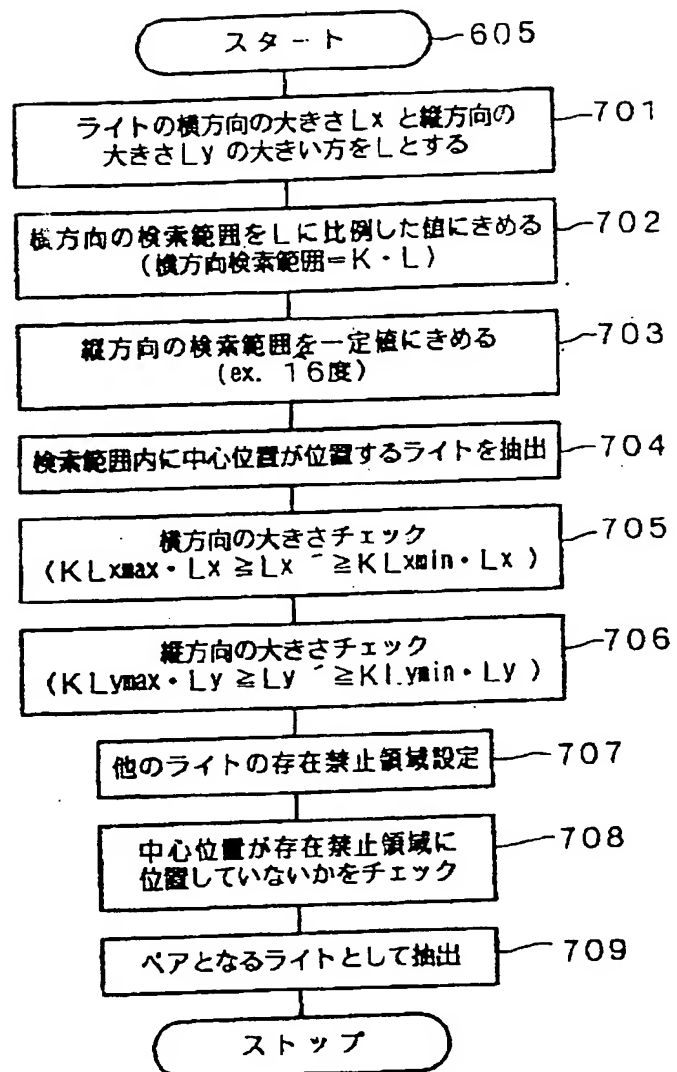 スタート
605
ライトの横方向の大きさLxと縦方向の
大きさLyの大きい方をLとする
701
横方向の検索範囲をLに比例した値にきめる
(横方向検索範囲=K・L)
702
縦方向の検索範囲を一定値にきめる
(ex. 16度)
703
検索範囲内に中心位置が位置するライトを抽出
704
横方向の大きさチェック
(KLxmax・Lx≧Lx´≧KLxmin・Lx)
705
縦方向の大きさチェック
(KLymax・Ly≧Ly´≧KLymin・Ly)
706
他のライトの存在禁止領域設定
707
中心位置が存在禁止領域に
位置していないかをチェック
708
ペアとなるライトとして抽出
709
ストップ